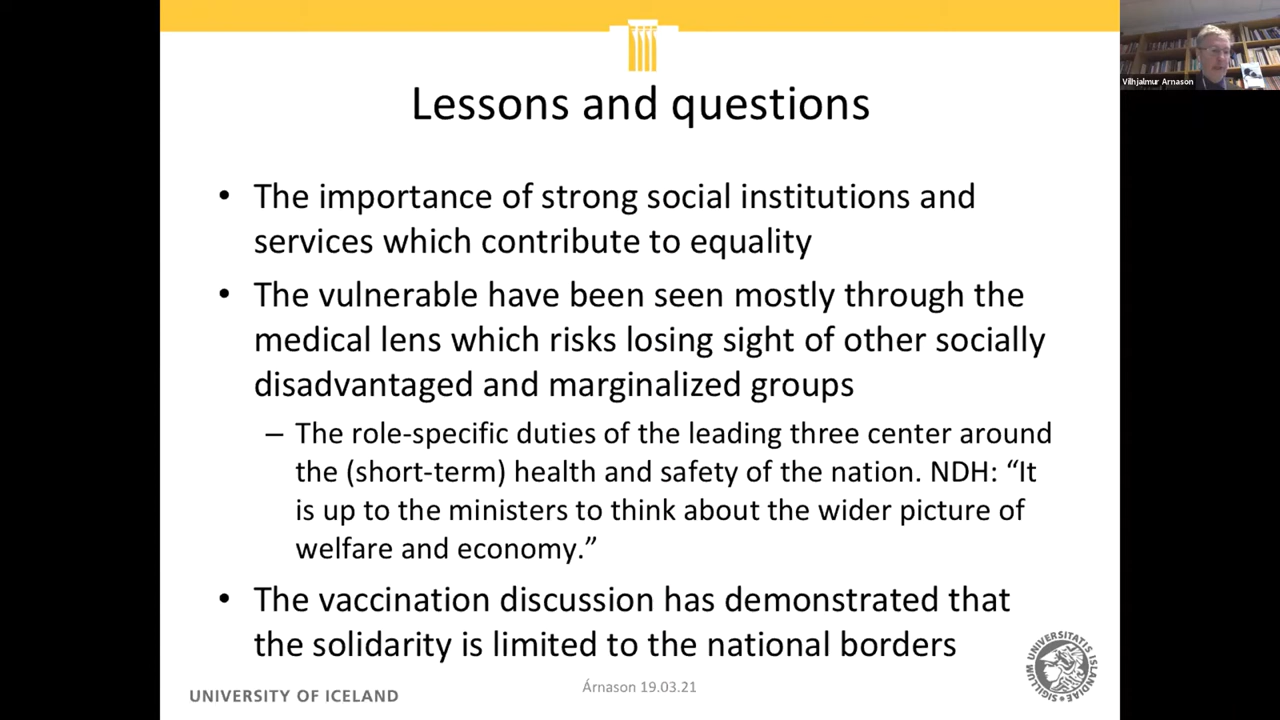 Vilhjalmur Arnason
Lessons and questions
• The importance of strong social institutions and
services which contribute to equality
• The vulnerable have been seen mostly through the
medical lens which risks losing sight of other socially
disadvantaged and marginalized groups
– The role-specific duties of the leading three center around
the (short-term) health and safety of the nation. NDH: “It
is up to the ministers to think about the wider picture of
welfare and economy.”
• The vaccination discussion has demonstrated that
the solidarity is limited to the national borders
UNIVERSITY OF ICELAND
Árnason 19.03.21
SIGILLUM UNIVERSITATIS ISLANDIAE